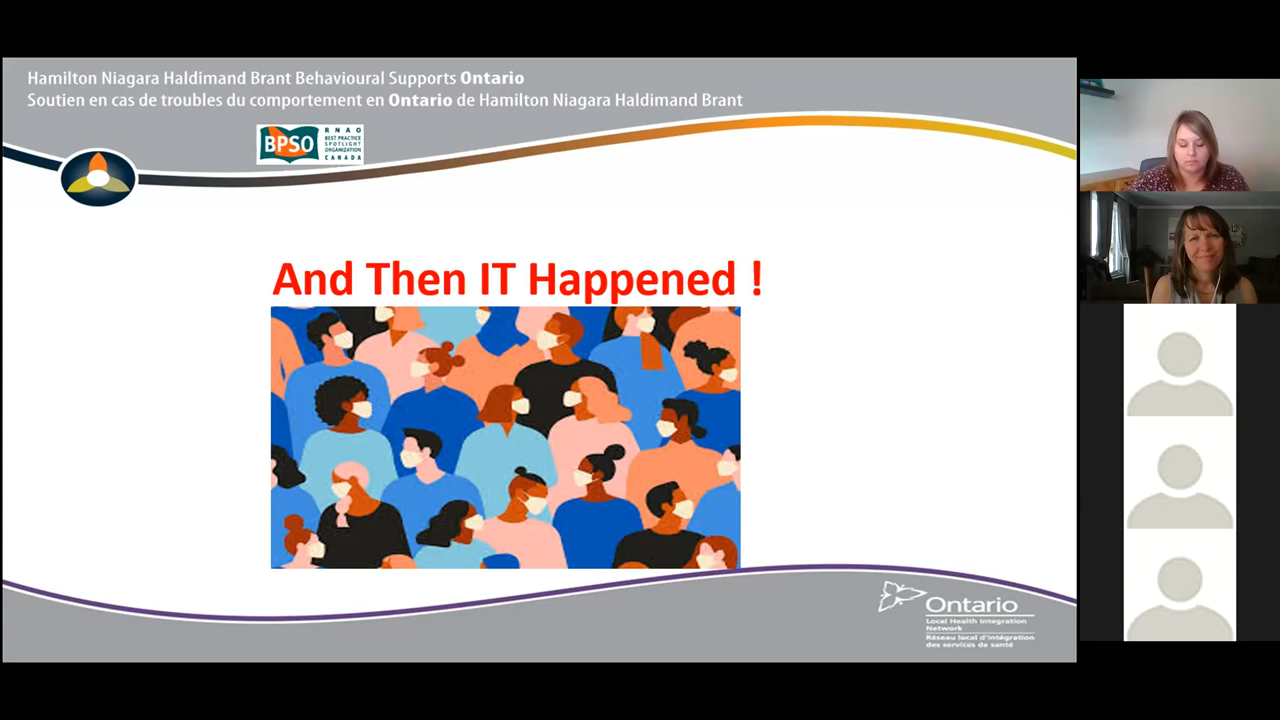 Hamilton Niagara Haldimand Brant Behavioural Supports Ontario
Soutien en cas de troubles du comportement en Ontario de Hamilton Niagara Haldimand Brant
BPSO
RNAO
BEST PRACTICE
SPOTLIGHT
ORGANIZATION
CANADA
And Then IT Happened !
Ontario
Local Health Integration
Network
Réseau local d'intégration
des services de santé